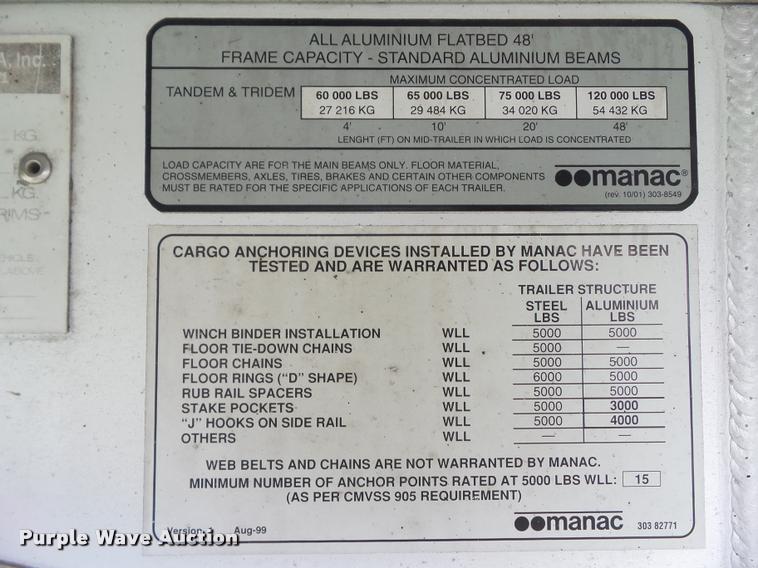 A, Inc.
KG.
KG.
RIMS
VEHICLE
ABOVE
ALL ALUMINIUM FLATBED 48'
FRAME CAPACITY - STANDARD ALUMINIUM BEAMS
MAXIMUM CONCENTRATED LOAD
TANDEM & TRIDEM 60 000 LBS 65 000 LBS 75 000 LBS 120 000 LBS
27 216 KG 29 484 KG 34 020 KG 54 432 KG
4' 10' 20' 48'
LENGHT (FT) ON MID-TRAILER IN WHICH LOAD IS CONCENTRATED
LOAD CAPACITY ARE FOR THE MAIN BEAMS ONLY. FLOOR MATERIAL,
CROSSMEMBERS, AXLES, TIRES, BRAKES AND CERTAIN OTHER COMPONENTS
MUST BE RATED FOR THE SPECIFIC APPLICATIONS OF EACH TRAILER.
manac®
(rev. 10/01) 303-8549
CARGO ANCHORING DEVICES INSTALLED BY MANAC HAVE BEEN
TESTED AND ARE WARRANTED AS FOLLOWS:
TRAILER STRUCTURE
STEEL ALUMINIUM
LBS LBS
WINCH BINDER INSTALLATION WLL 5000 5000
FLOOR TIE-DOWN CHAINS WLL 5000 —
FLOOR CHAINS WLL 5000 5000
FLOOR RINGS ("D" SHAPE) WLL 6000 5000
RUB RAIL SPACERS WLL 5000 5000
STAKE POCKETS WLL 5000 3000
"J" HOOKS ON SIDE RAIL WLL 5000 4000
OTHERS WLL — —
WEB BELTS AND CHAINS ARE NOT WARRANTED BY MANAC.
MINIMUM NUMBER OF ANCHOR POINTS RATED AT 5000 LBS WLL: 15
(AS PER CMVSS 905 REQUIREMENT)
Version Aug-99
manac 303 82771
Purple Wave Auction